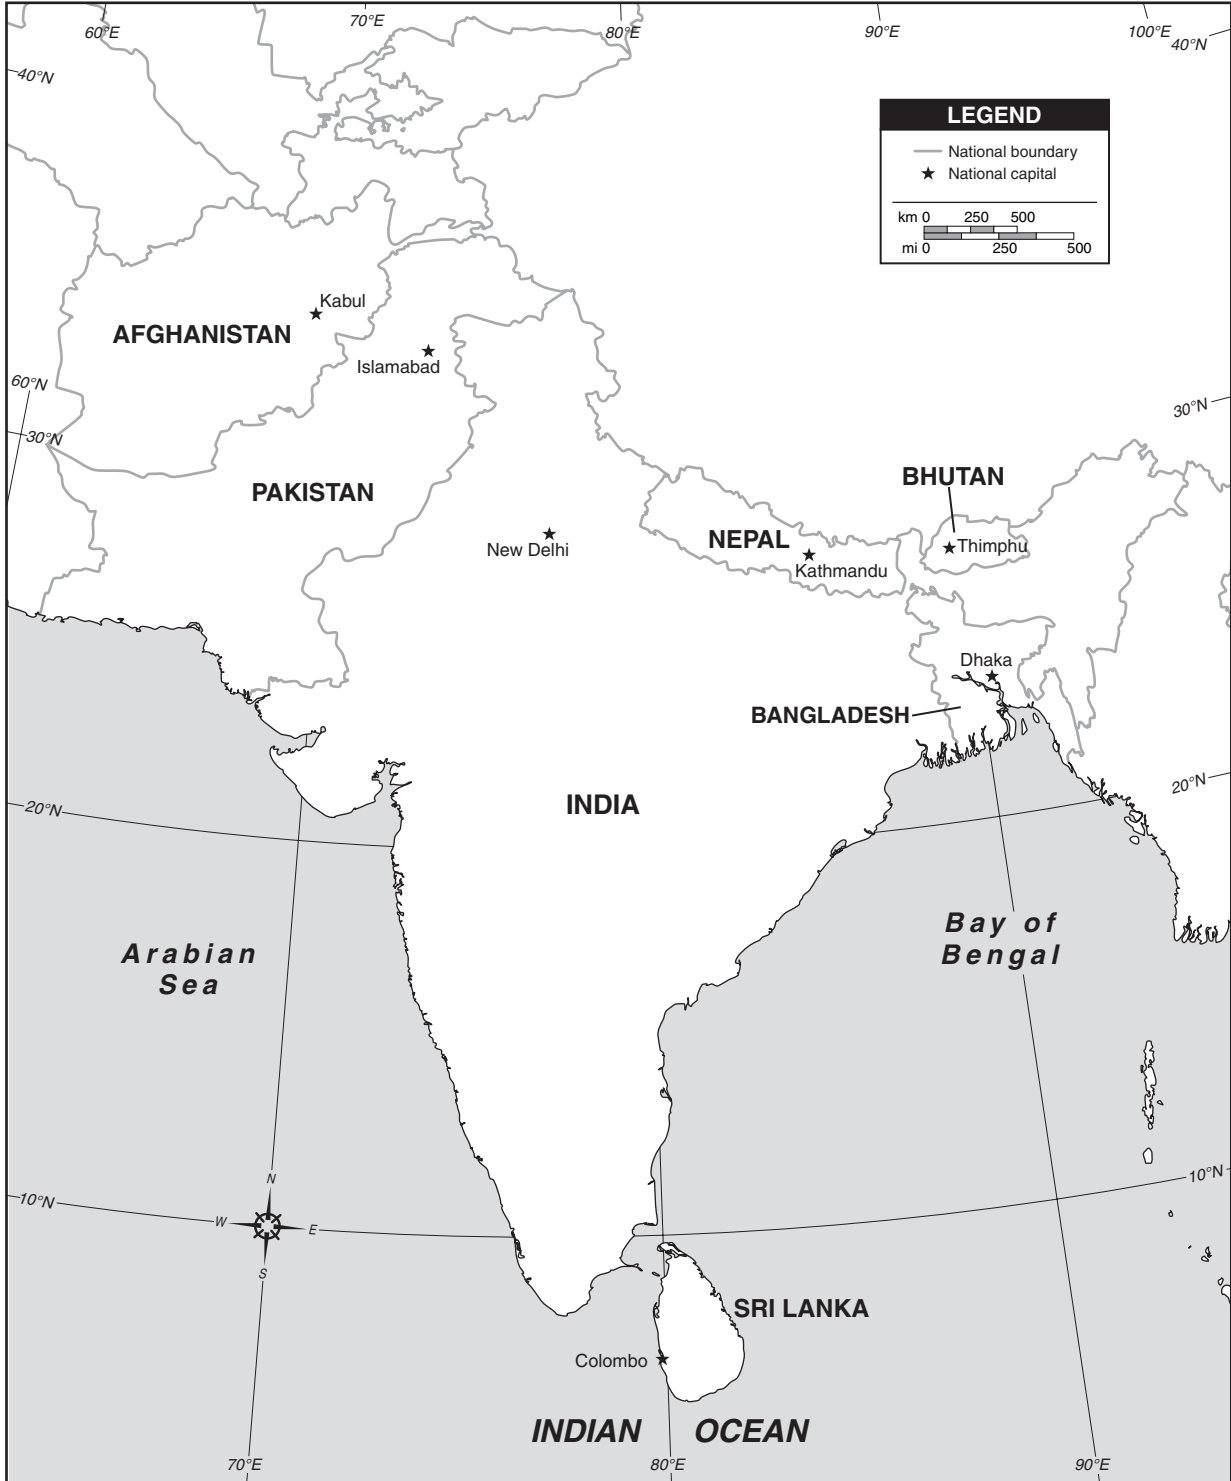 60°E
70°E
80°E
90°E
100°E
40°N
40°N
LEGEND
National boundary
National capital
km 0 250 500
mi 0 250 500
Kabul
AFGHANISTAN
Islamabad
60°N
30°N
30°N
PAKISTAN
BHUTAN
New Delhi
NEPAL
Thimphu
Kathmandu
Dhaka
BANGLADESH
20°N
20°N
INDIA
Arabian
Sea
Bay of
Bengal
10°N
10°N
N
W
E
S
SRI LANKA
Colombo
INDIAN OCEAN
70°E
80°E
90°E